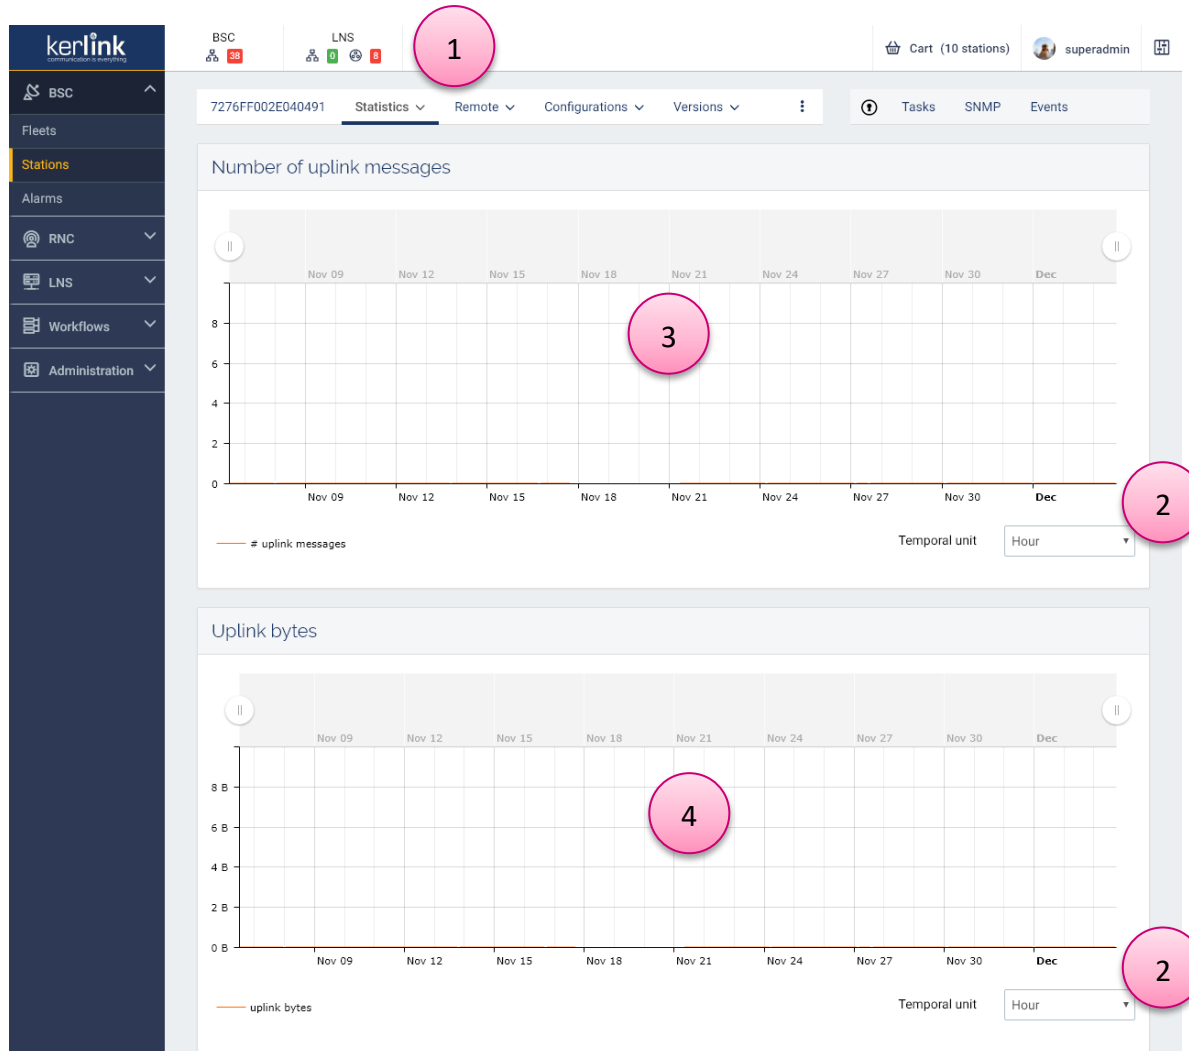 kerlink
communication is everything
BSC
38
LNS
0 8
1
Cart (10 stations)
superadmin
BSC
Fleets
Stations
Alarms
RNC
LNS
Workflows
Administration
7276FF002E040491 Statistics Remote Configurations Versions
Tasks SNMP Events
Number of uplink messages
Nov 09 Nov 12 Nov 15 Nov 18 Nov 21 Nov 24 Nov 27 Nov 30 Dec
8
6
4
2
0
3
Nov 09 Nov 12 Nov 15 Nov 18 Nov 21 Nov 24 Nov 27 Nov 30 Dec
2
# uplink messages
Temporal unit Hour
Uplink bytes
Nov 09 Nov 12 Nov 15 Nov 18 Nov 21 Nov 24 Nov 27 Nov 30 Dec
8 B
6 B
4 B
2 B
0 B
4
Nov 09 Nov 12 Nov 15 Nov 18 Nov 21 Nov 24 Nov 27 Nov 30 Dec
2
uplink bytes
Temporal unit Hour